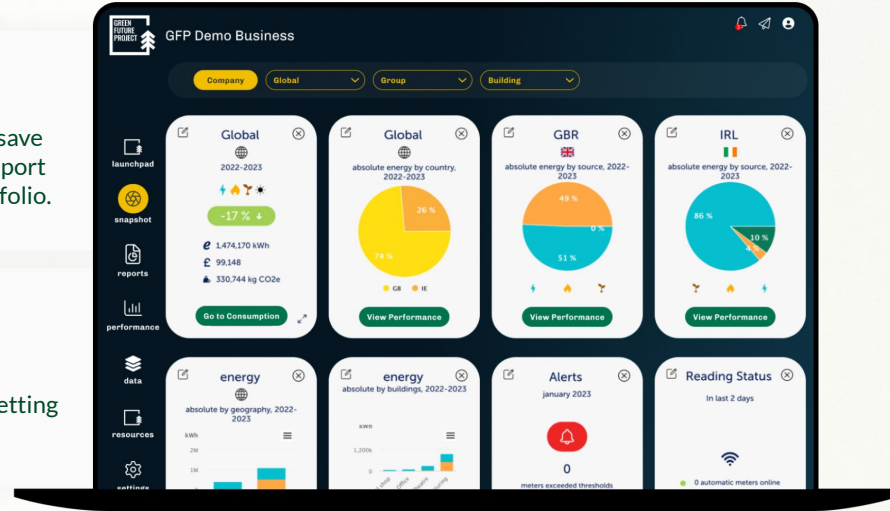 save
port
folio.
etting
GREEN
FUTURE
PROJECT
GFP Demo Business
Company
Global
Group
Building
launchpad
snapshot
reports
performance
data
resources
settings
Global
2022-2023
-17 % ↓
1,474,170 kWh
£ 99,148
330,744 kg CO2e
Go to Consumption
Global
absolute energy by country,
2022-2023
26 %
74 %
GB
IE
View Performance
GBR
absolute energy by source, 2022-
2023
49 %
0 %
51 %
View Performance
IRL
absolute energy by source, 2022-
2023
86 %
10 %
View Performance
energy
absolute by geography, 2022-
2023
kWh
2M
1M
energy
absolute by buildings, 2022-2023
kWh
1,200k
0
shop
Office
Alerts
january 2023
0
meters exceeded thresholds
Reading Status
In last 2 days
0 automatic meters online